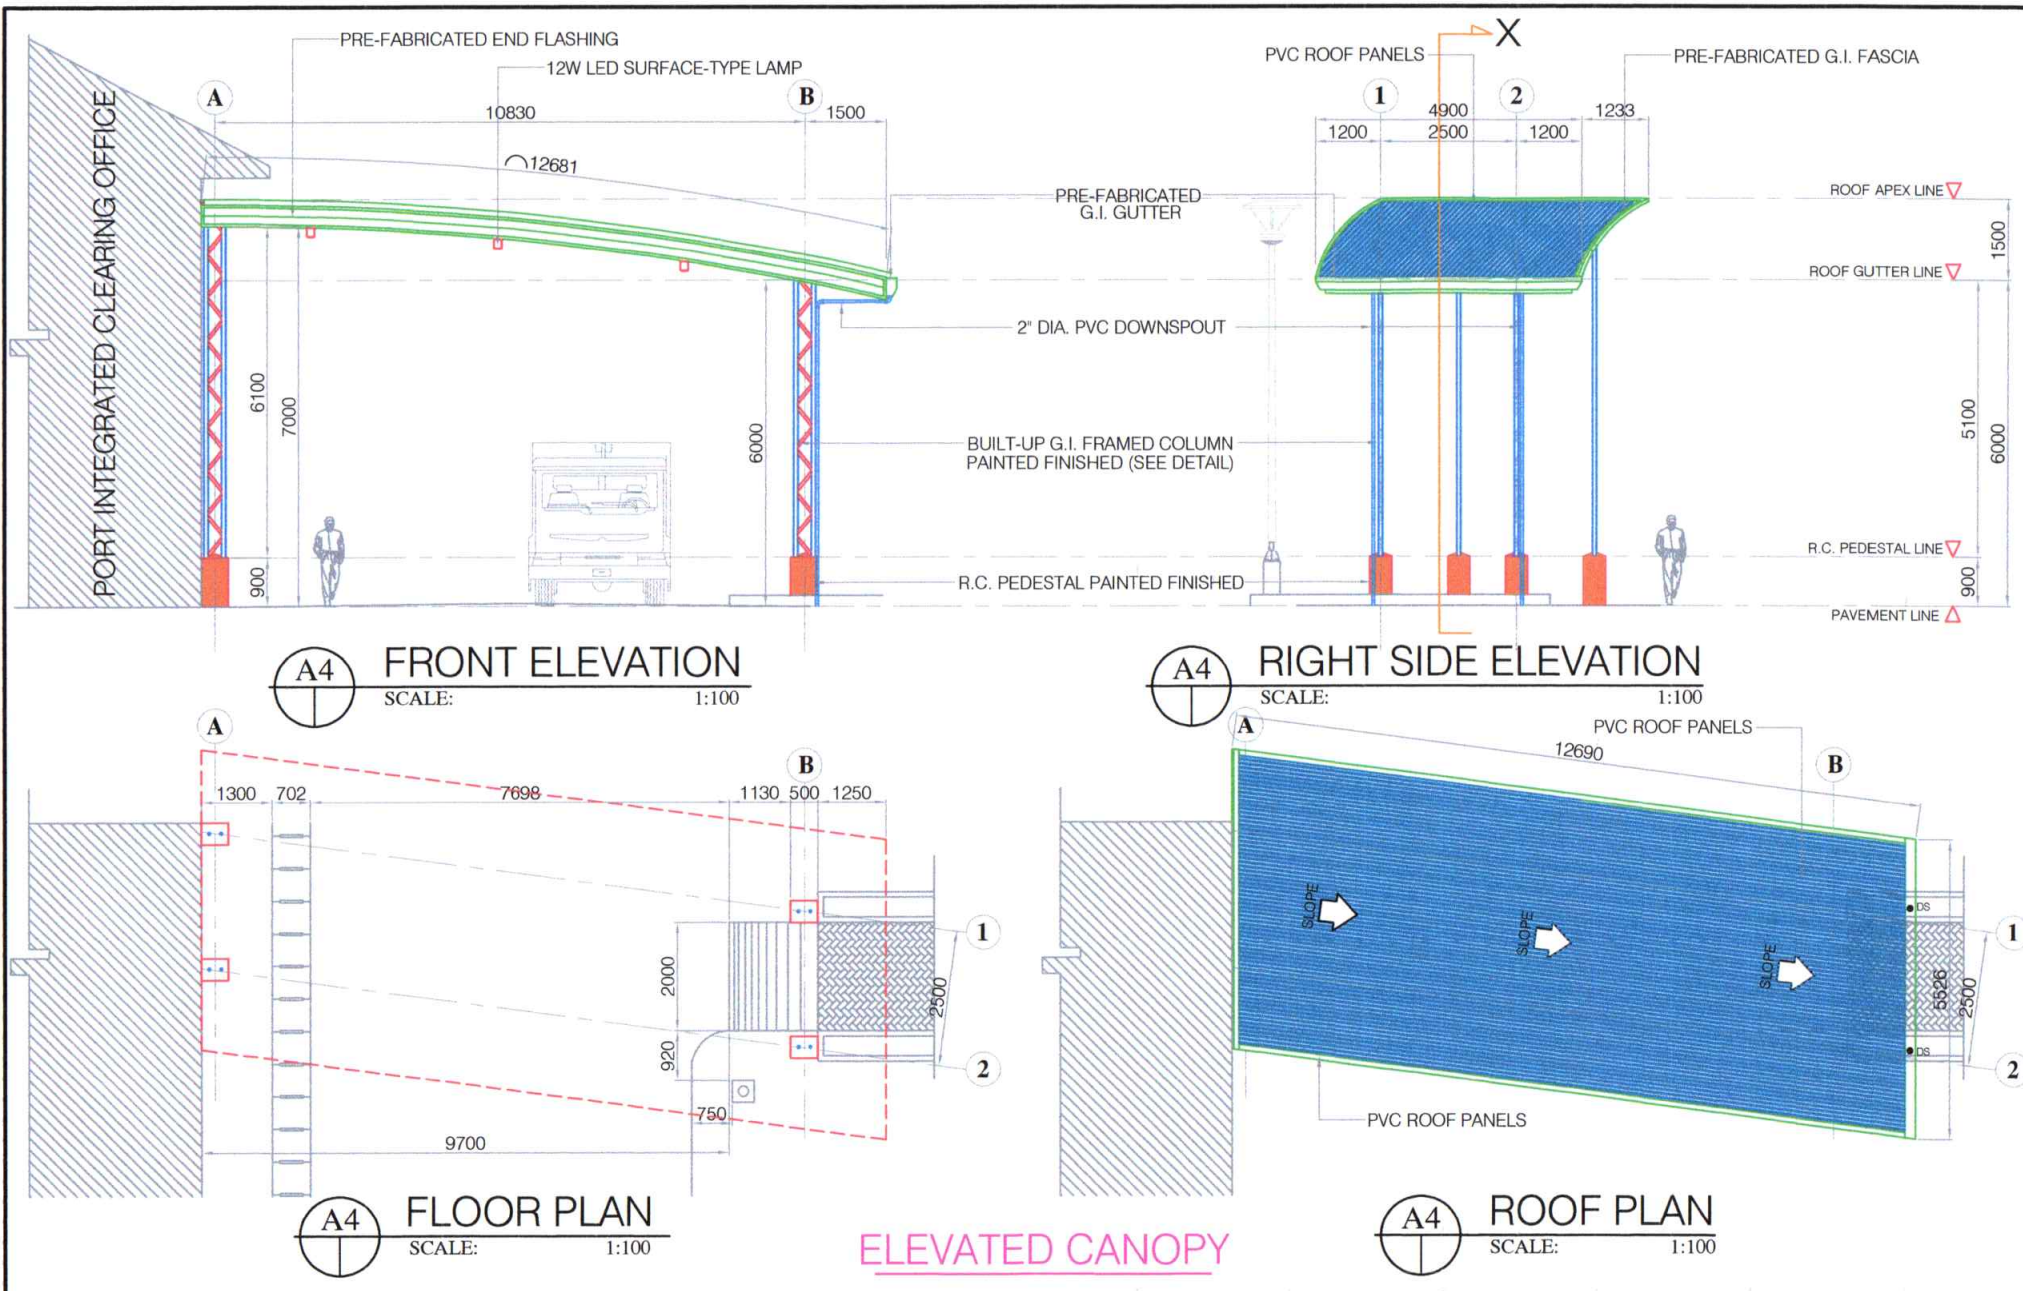 PRE-FABRICATED END FLASHING
12W LED SURFACE-TYPE LAMP
A
B
10830
1500
12681
PORT INTEGRATED CLEARING OFFICE
6100
7000
900
6000
PRE-FABRICATED
G.I. GUTTER
2" DIA. PVC DOWNSPOUT
BUILT-UP G.I. FRAMED COLUMN
PAINTED FINISHED (SEE DETAIL)
R.C. PEDESTAL PAINTED FINISHED
A4
FRONT ELEVATION
SCALE: 1:100
X
PVC ROOF PANELS
PRE-FABRICATED G.I. FASCIA
1
2
4900
1233
1200
2500
1200
ROOF APEX LINE
1500
ROOF GUTTER LINE
5100
6000
R.C. PEDESTAL LINE
900
PAVEMENT LINE
A4
RIGHT SIDE ELEVATION
SCALE: 1:100
A
B
1300
702
7698
1130
500
1250
1
2000
2500
920
2
750
9700
A4
FLOOR PLAN
SCALE: 1:100
A
PVC ROOF PANELS
12690
B
SLOPE
SLOPE
SLOPE
DS
1
5526
2500
DS
2
PVC ROOF PANELS
A4
ROOF PLAN
SCALE: 1:100
ELEVATED CANOPY